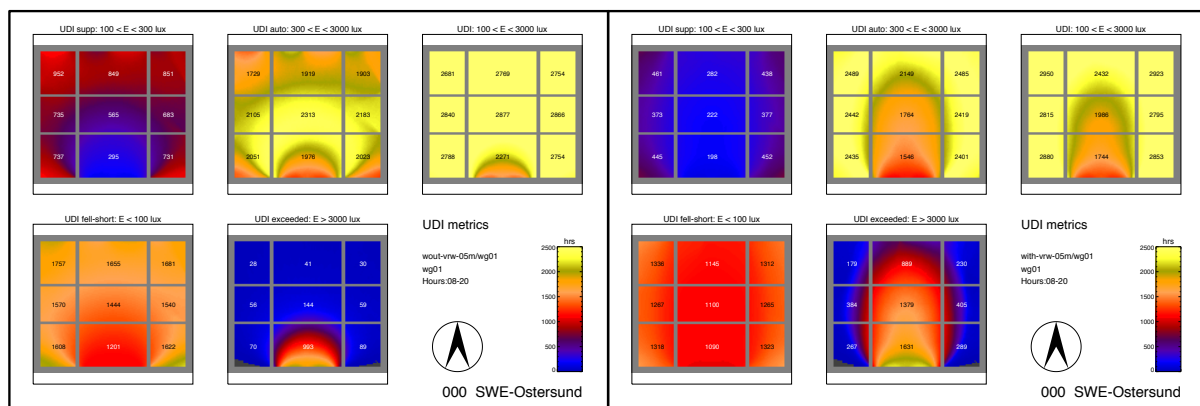 UDI supp: 100 < E < 300 lux
952 849 851
735 565 683
737 295 731
UDI auto: 300 < E < 3000 lux
1729 1919 1903
2105 2313 2183
2051 1976 2023
UDI: 100 < E < 3000 lux
2681 2769 2754
2840 2877 2866
2788 2271 2754
UDI fell-short: E < 100 lux
1757 1655 1681
1570 1444 1540
1608 1201 1622
UDI exceeded: E > 3000 lux
28 41 30
56 144 59
70 993 89
UDI metrics
wout-vrw-05m/wg01
wg01
Hours:08-20
hrs
2500
2000
1500
1000
500
0
000 SWE-Ostersund
UDI supp: 100 < E < 300 lux
461 282 438
373 222 377
445 198 452
UDI auto: 300 < E < 3000 lux
2489 2149 2485
2442 1764 2419
2435 1546 2401
UDI: 100 < E < 3000 lux
2950 2432 2923
2815 1986 2795
2880 1744 2853
UDI fell-short: E < 100 lux
1336 1145 1312
1267 1100 1265
1318 1090 1323
UDI exceeded: E > 3000 lux
179 889 230
384 1379 405
267 1631 289
UDI metrics
with-vrw-05m/wg01
wg01
Hours:08-20
hrs
2500
2000
1500
1000
500
0
000 SWE-Ostersund